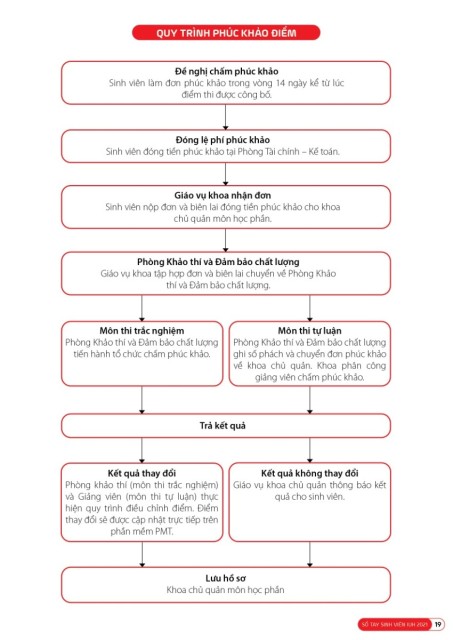 QUY TRÌNH PHÚC KHẢO ĐIỂM
Đề nghị chấm phúc khảo
Sinh viên làm đơn phúc khảo trong vòng 14 ngày kể từ lúc
điểm thi được công bố.
Đóng lệ phí phúc khảo
Sinh viên đóng tiền phúc khảo tại Phòng Tài chính – Kế toán.
Giáo vụ khoa nhận đơn
Sinh viên nộp đơn và biên lai đóng tiền phúc khảo cho khoa
chủ quản môn học phần.
Phòng Khảo thí và Đảm bảo chất lượng
Giáo vụ khoa tập hợp đơn và biên lai chuyển về Phòng Khảo
thí và Đảm bảo chất lượng.
Môn thi trắc nghiệm
Phòng Khảo thí và Đảm bảo chất lượng
tiến hành tổ chức chấm phúc khảo.
Môn thi tự luận
Phòng Khảo thí và Đảm bảo chất lượng
ghi số phách và chuyển đơn phúc khảo
về khoa chủ quản. Khoa phân công
giảng viên chấm phúc khảo.
Trả kết quả
Kết quả thay đổi
Phòng khảo thí (môn thi trắc nghiệm)
và Giảng viên (môn thi tự luận) thực
hiện quy trình điều chỉnh điểm. Điểm
thay đổi sẽ được cập nhật trực tiếp trên
phần mềm PMT.
Kết quả không thay đổi
Giáo vụ khoa chủ quản thông báo kết
quả cho sinh viên.
Lưu hồ sơ
Khoa chủ quản môn học phần
SỔ TAY SINH VIÊN IUH 2021 19